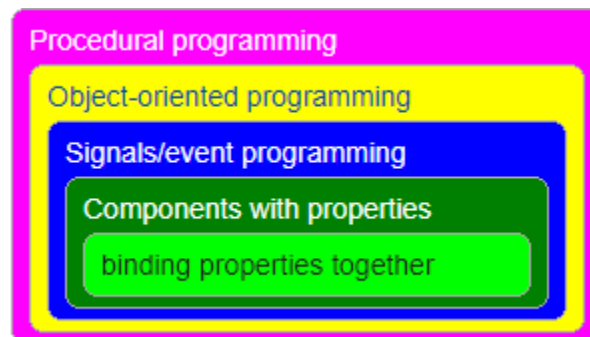 Procedural programming
Object-oriented programming
Signals/event programming
Components with properties
binding properties together